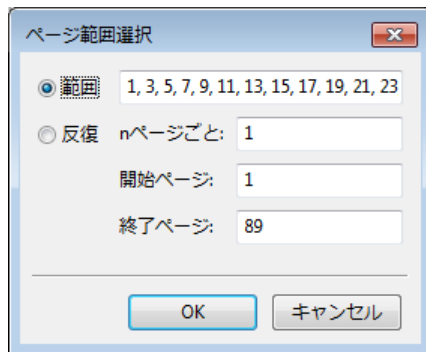 ページ範囲選択
範囲 1, 3, 5, 7, 9, 11, 13, 15, 17, 19, 21, 23
反復 nページごと: 1
開始ページ: 1
終了ページ: 89
OK キャンセル